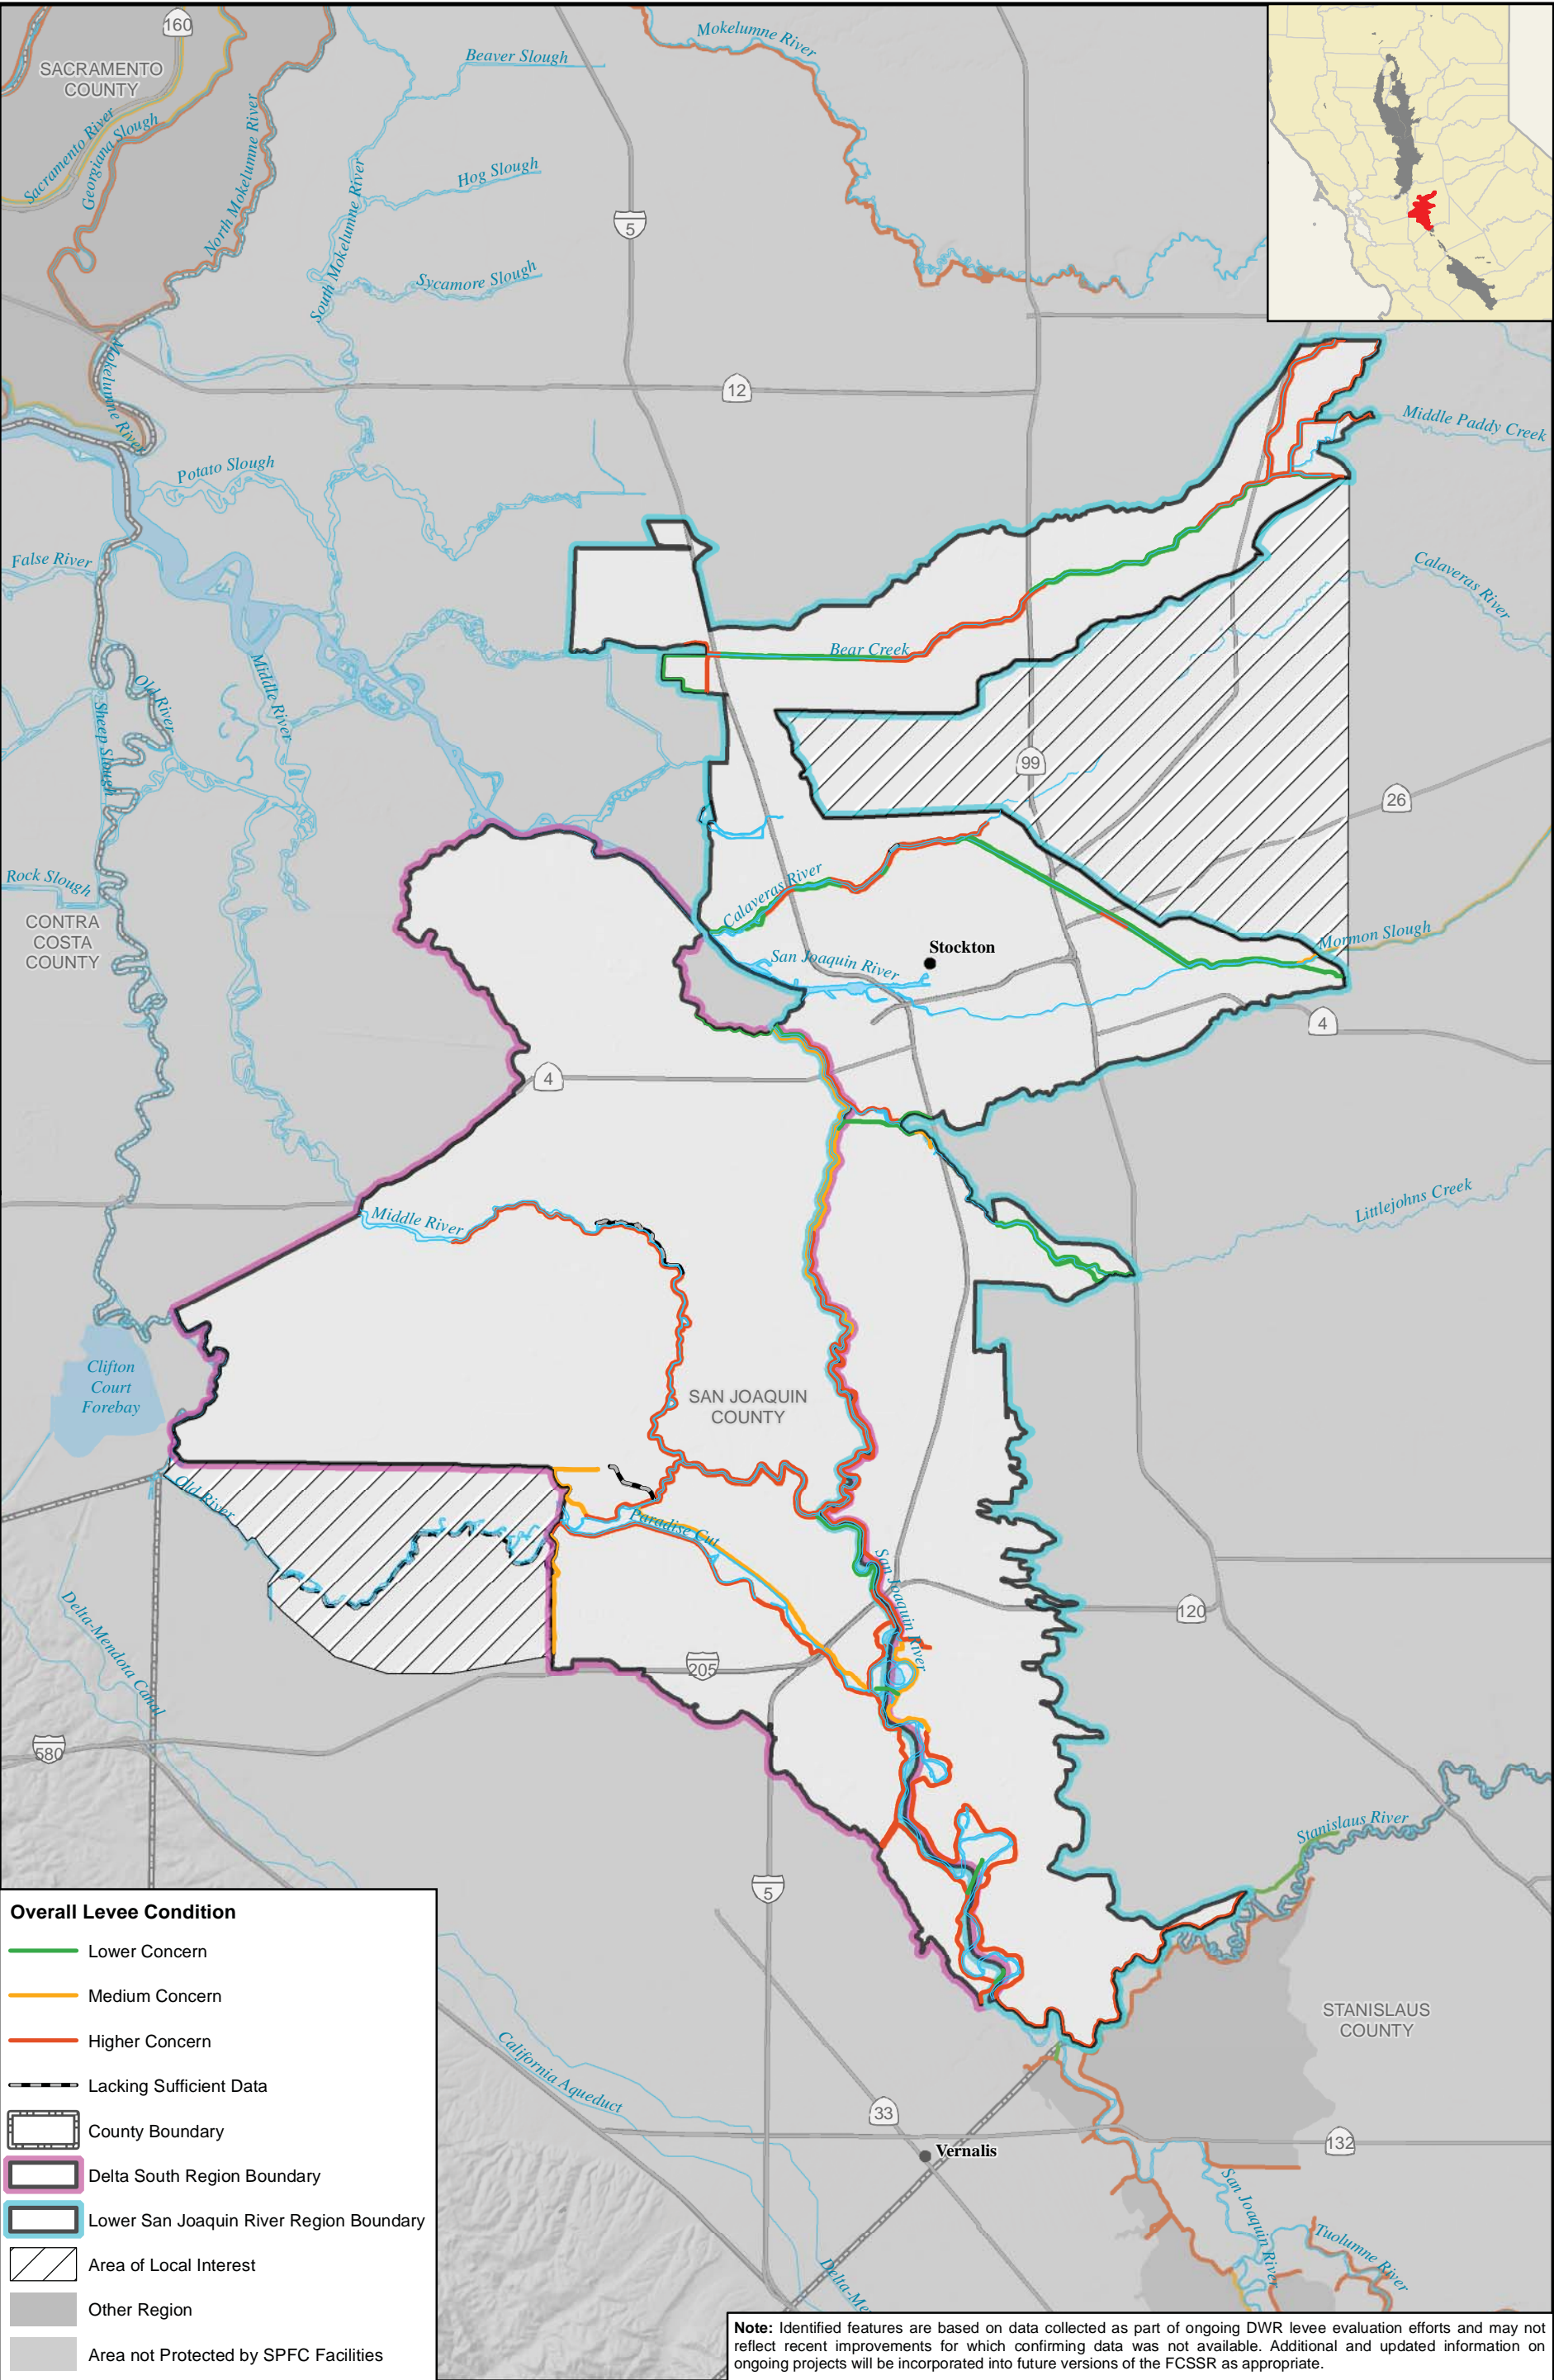 160
SACRAMENTO
COUNTY
Sacramento River
Georgiana Slough
North Mokelumne River
South Mokelumne River
Beaver Slough
Hog Slough
Sycamore Slough
Mokelumne River
5
12
Mokelumne River
Potato Slough
False River
Old River
Middle River
Sheep Slough
Rock Slough
CONTRA
COSTA
COUNTY
Middle Paddy Creek
Calaveras River
Bear Creek
99
26
Calaveras River
Stockton
San Joaquin River
Mormon Slough
4
4
Middle River
Littlejohns Creek
Clifton
Court
Forebay
SAN JOAQUIN
COUNTY
Old River
Paradise Cut
San Joaquin River
120
205
Delta-Mendota Canal
580
5
Stanislaus River
STANISLAUS
COUNTY
California Aqueduct
33
132
Vernalis
San Joaquin River
Tuolumne River
Delta-Me
Overall Levee Condition
Lower Concern
Medium Concern
Higher Concern
Lacking Sufficient Data
County Boundary
Delta South Region Boundary
Lower San Joaquin River Region Boundary
Area of Local Interest
Other Region
Area not Protected by SPFC Facilities
Note: Identified features are based on data collected as part of ongoing DWR levee evaluation efforts and may not
reflect recent improvements for which confirming data was not available. Additional and updated information on
ongoing projects will be incorporated into future versions of the FCSSR as appropriate.